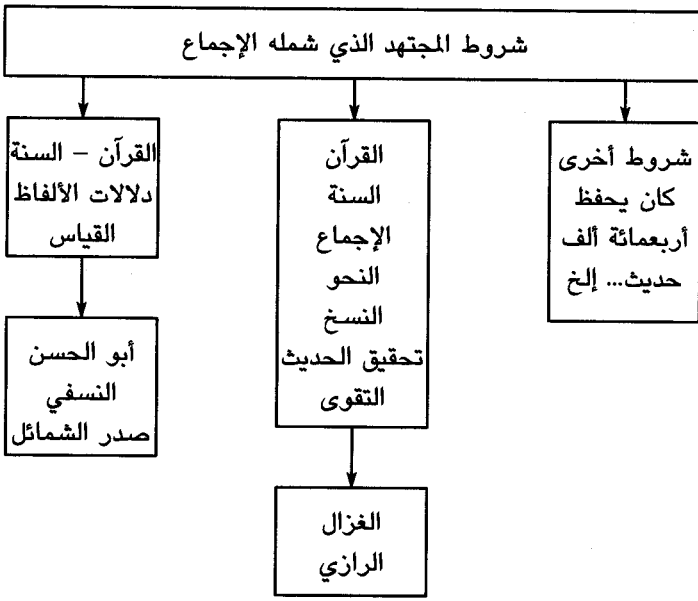 شروط المجتهد الذي شمله الإجماع
شروط أخرى
كان يحفظ
أربعمائة ألف
حديث... إلخ
القرآن
السنة
الإجماع
النحو
النسخ
تحقيق الحديث
التقوى
الغزال
الرازي
القرآن – السنة
دلالات الألفاظ
القياس
أبو الحسن
النسفي
صدر الشمائل